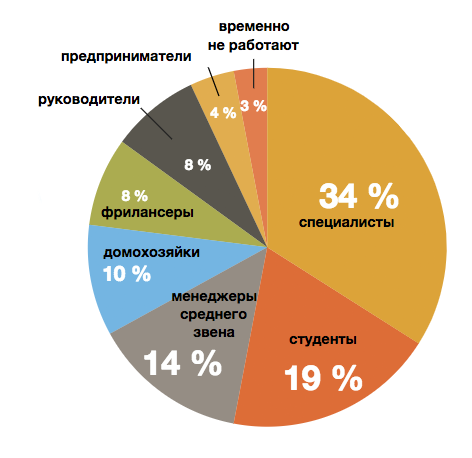 временно
не работают
предприниматели
руководители
4 %
3 %
8 %
8 %
фрилансеры
34 %
специалисты
домохозяйки
10 %
менеджеры
среднего
звена
14 %
студенты
19 %